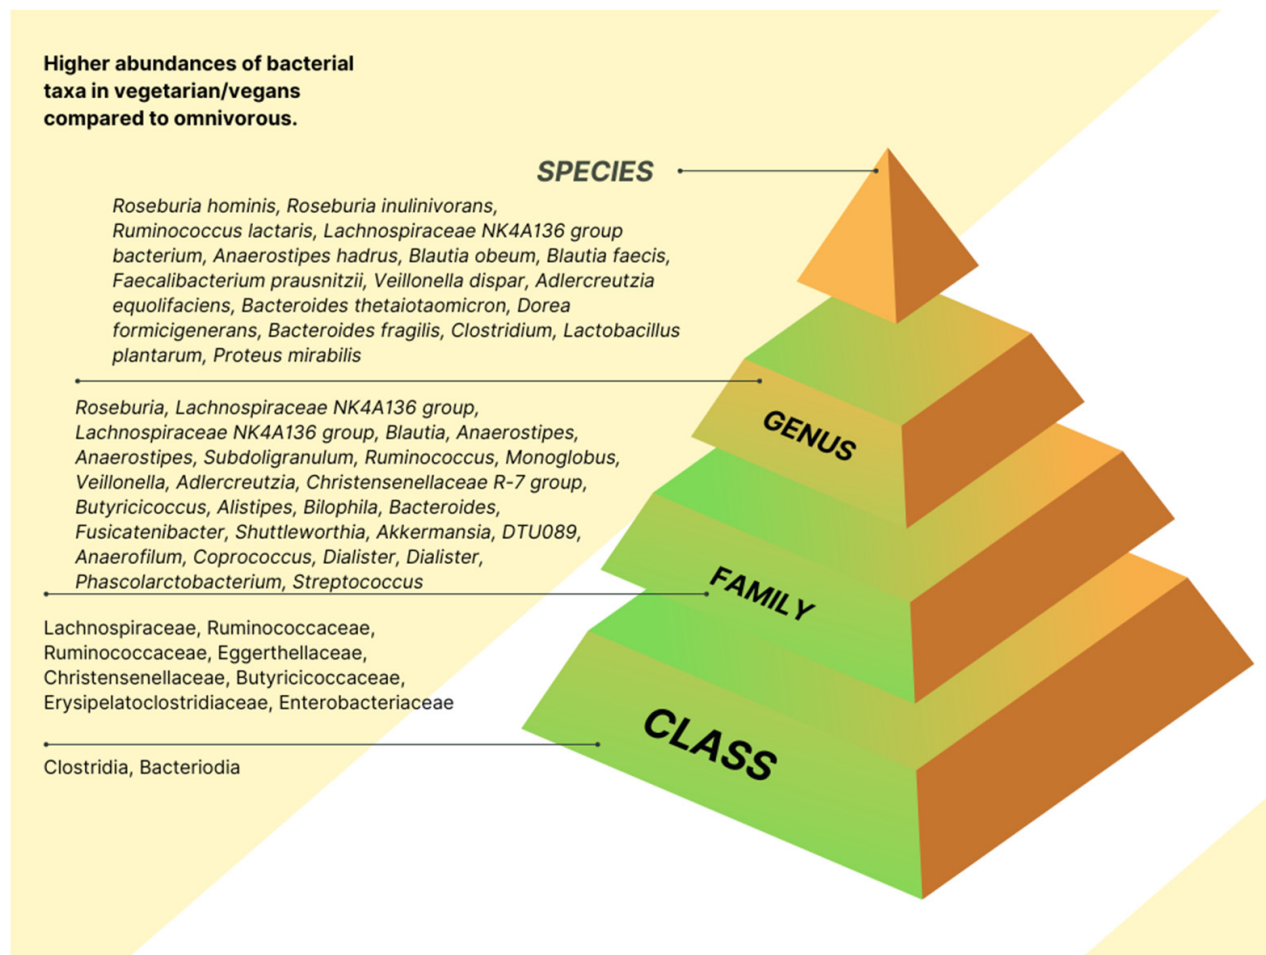 Higher abundances of bacterial
taxa in vegetarian/vegans
compared to omnivorous.
SPECIES
Roseburia hominis, Roseburia inulinivorans,
Ruminococcus lactaris, Lachnospiraceae NK4A136 group
bacterium, Anaerostipes hadrus, Blautia obeum, Blautia faecis,
Faecalibacterium prausnitzii, Veillonella dispar, Adlercreutzia
equolifaciens, Bacteroides thetaiotaomicron, Dorea
formicigenerans, Bacteroides fragilis, Clostridium, Lactobacillus
plantarum, Proteus mirabilis
GENUS
Roseburia, Lachnospiraceae NK4A136 group,
Lachnospiraceae NK4A136 group, Blautia, Anaerostipes,
Anaerostipes, Subdoligranulum, Ruminococcus, Monoglobus,
Veillonella, Adlercreutzia, Christensenellaceae R-7 group,
Butyricicoccus, Alistipes, Bilophila, Bacteroides,
Fusicatenibacter, Shuttleworthia, Akkermansia, DTU089,
Anaerofilum, Coprococcus, Dialister, Dialister,
Phascolarctobacterium, Streptococcus
FAMILY
Lachnospiraceae, Ruminococcaceae,
Ruminococcaceae, Eggerthellaceae,
Christensenellaceae, Butyricicoccaceae,
Erysipelatoclostridiaceae, Enterobacteriaceae
CLASS
Clostridia, Bacteriodia